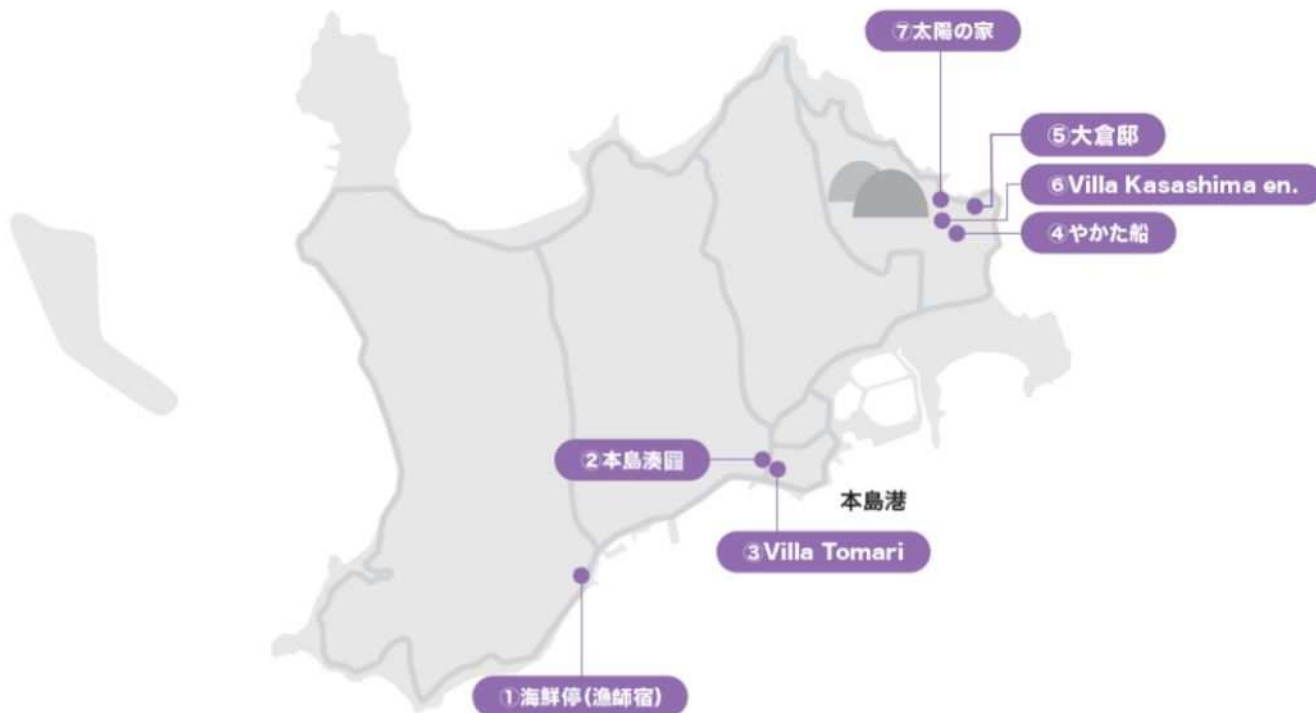 ⑦太陽の家
⑤大倉邸
⑥Villa Kasashima en.
④やかた船
②本島湊圓
本島港
③Villa Tomari
①海鮮停(漁師宿)